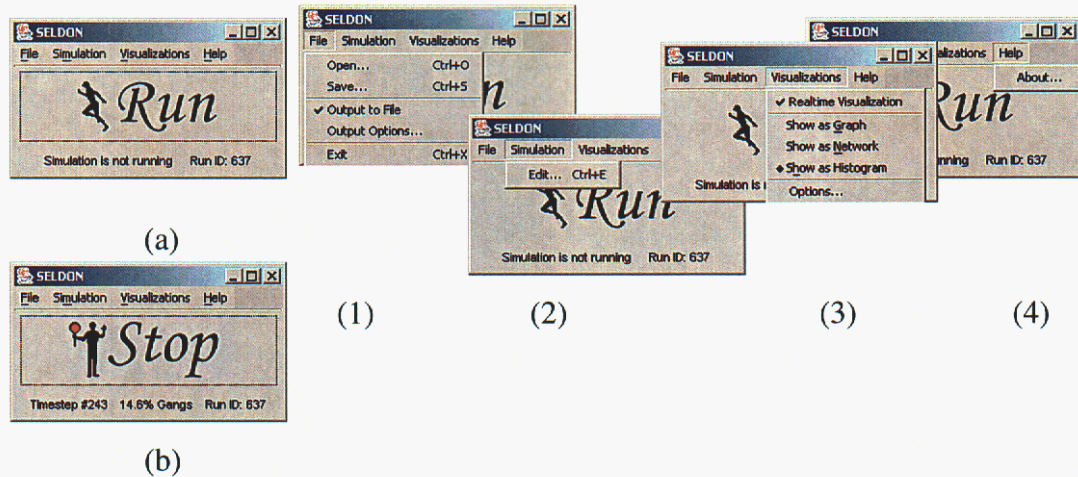 SELDON
File Simulation Visualizations Help
Run
Simulation is not running Run ID: 637
(a)
SELDON
File Simulation Visualizations Help
Stop
Timestep #243 14.6% Gangs Run ID: 637
(b)
SELDON
File Simulation Visualizations Help
Open... Ctrl+O
Save... Ctrl+S
Output to File
Output Options...
Exit Ctrl+X
(1)
SELDON
File Simulation Visualizations
Edit... Ctrl+E
Run
Simulation is not running Run ID: 637
(2)
SELDON
File Simulation Visualizations Help
Realtime Visualization
Show as Graph
Show as Network
Show as Histogram
Options...
Simulation is
(3)
SELDON
Help
About...
Run
Run ID: 637
(4)